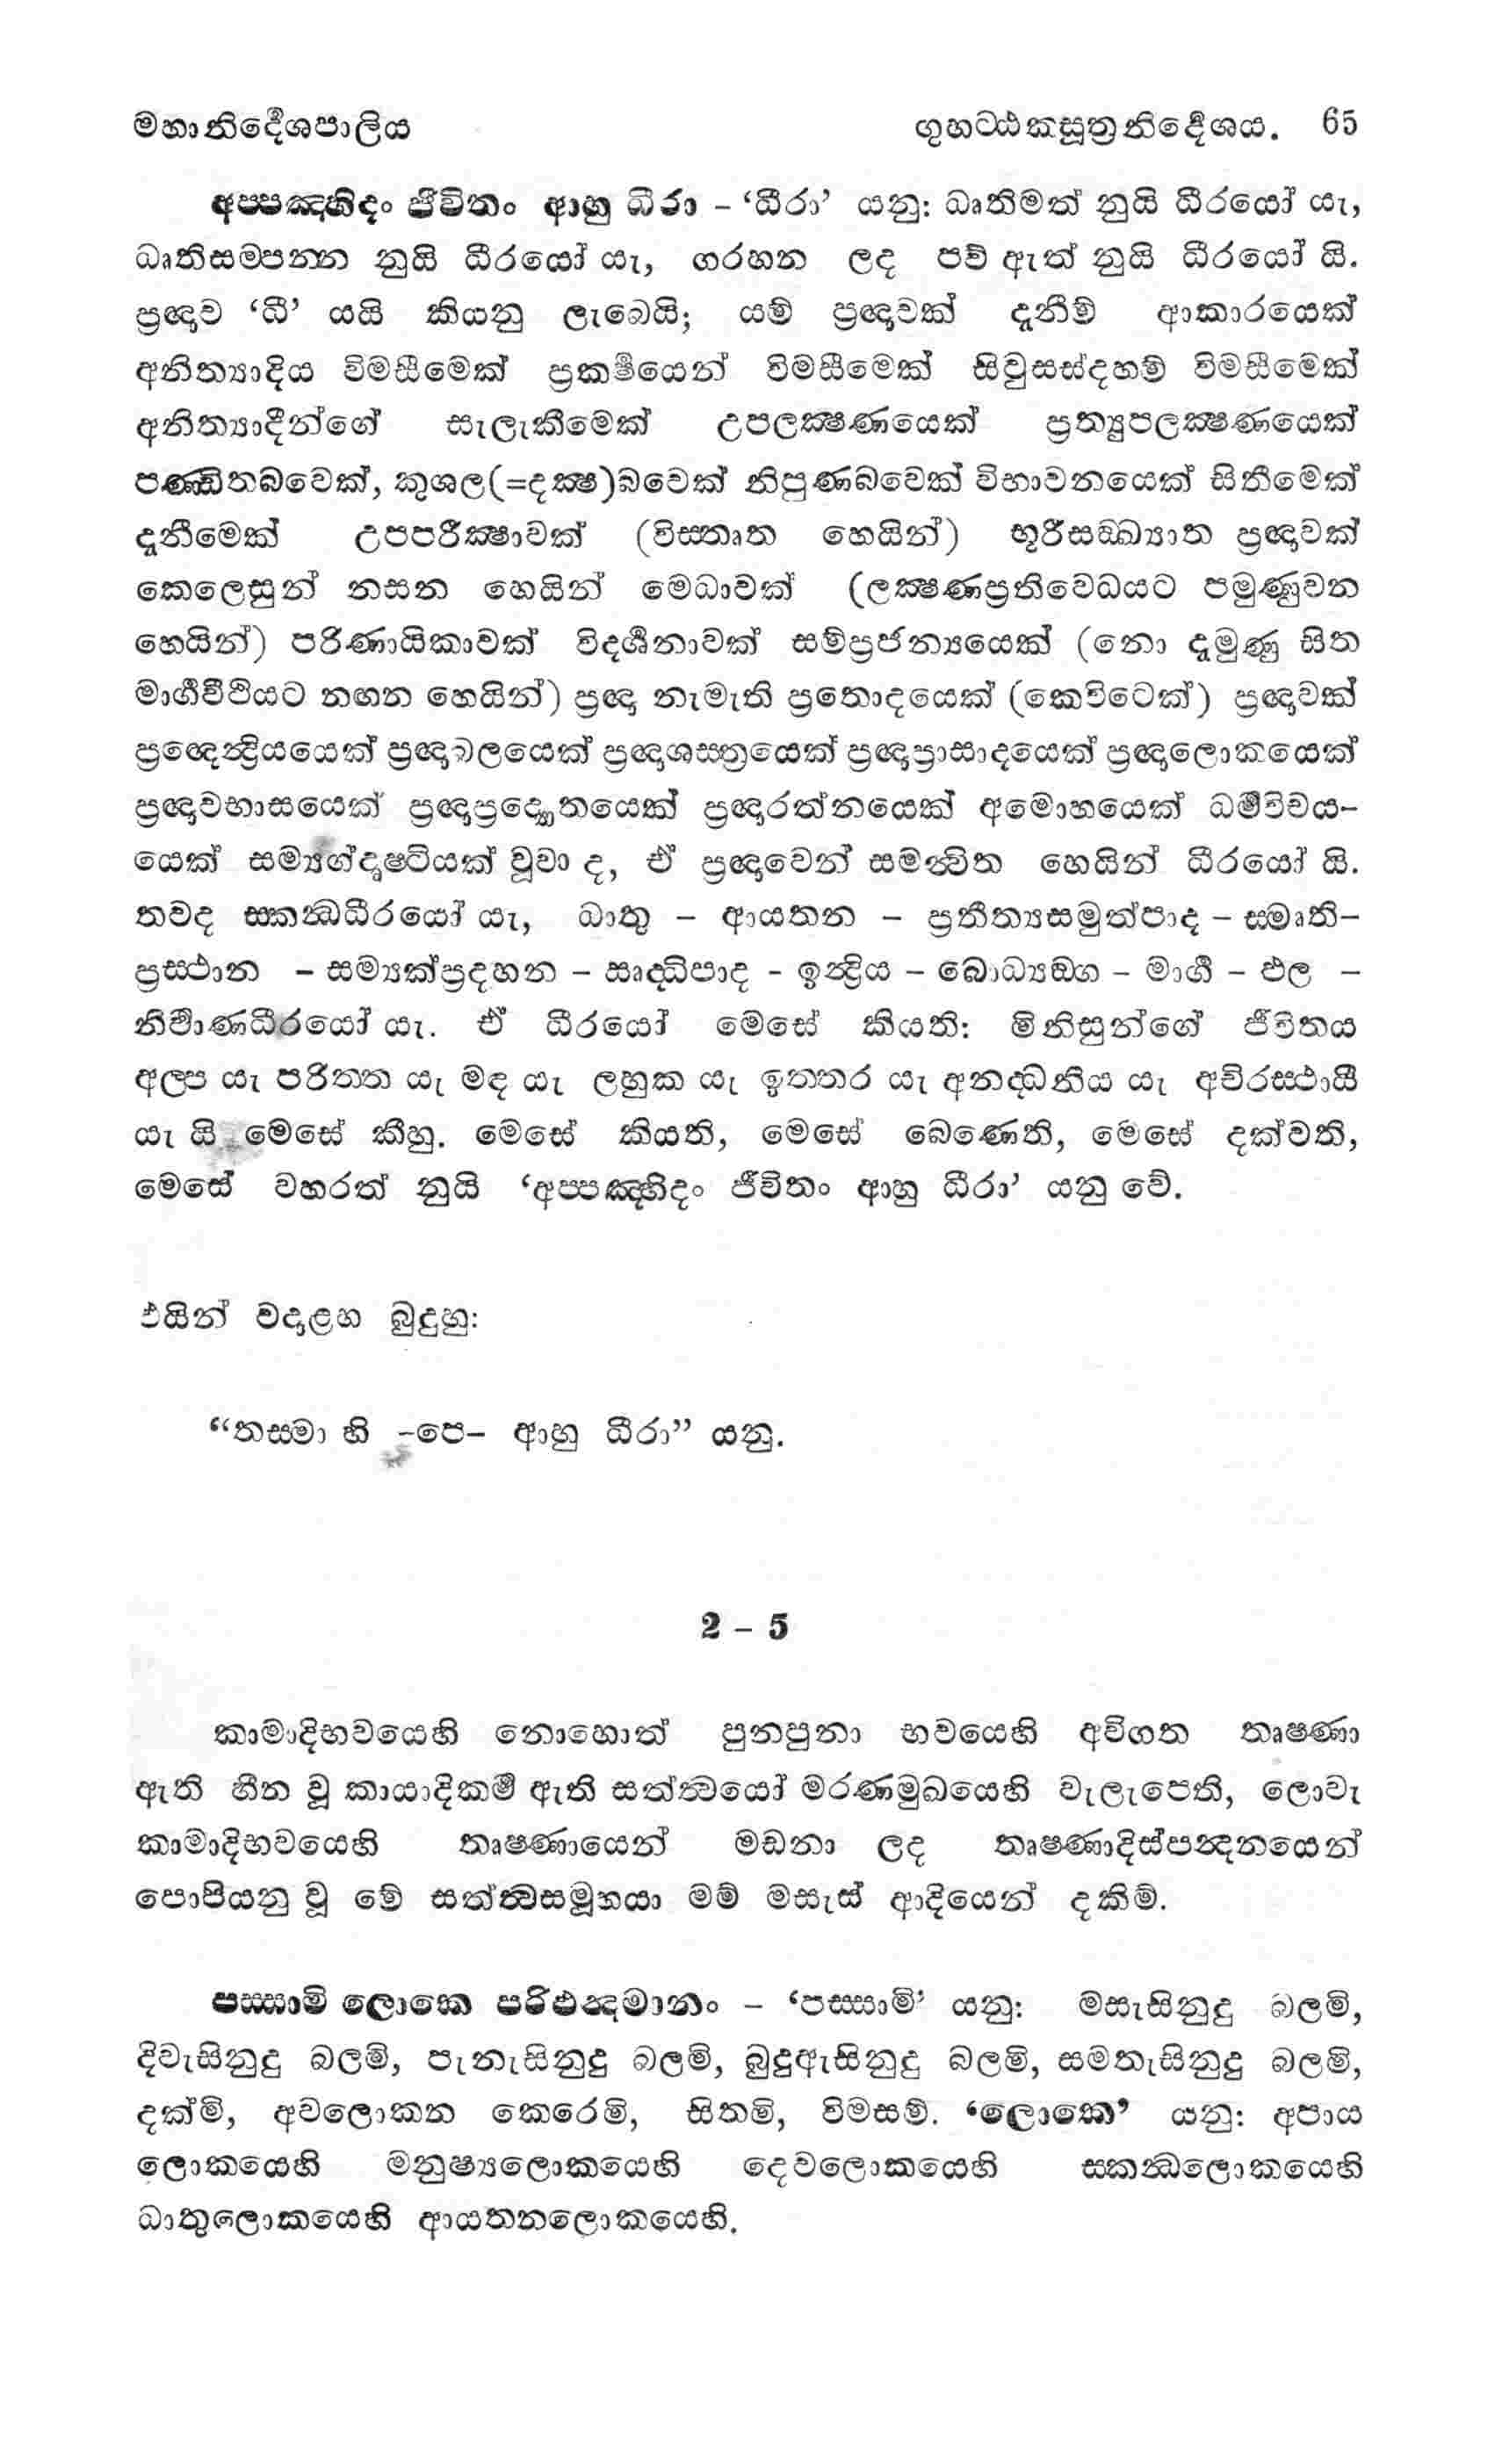 මහානිර්දේශපාලිය ගුහට්ඨකසූත්‍රනිර්දේශය. 65
අප්පඤ්හිදං ජීවිතං ආහු ධීරා – ‘ධීරා’ යනු: ධෘතිමත් නුයි ධීරයෝ යැ,
ධෘතිසම්පන්න නුයි ධීරයෝ යැ, ගරහන ලද පව් ඇත් නුයි ධීරයෝ යි.
ප්‍රඥාව ‘ධී’ යයි කියනු ලැබෙයි; යම් ප්‍රඥාවක් දැනීම් ආකාරයෙක්
අනිත්‍යාදිය විමසීමෙක් ප්‍රකර්‍ෂයෙන් විමසීමෙක් සිවුසස්දහම් විමසීමෙක්
අනිත්‍යාදීන්ගේ සැලැකීමෙක් උපලක්‍ෂණයෙක් ප්‍රත්‍යුපලක්‍ෂණයෙක්
පණ්ඩිතබවෙක්, කුශල(=දක්‍ෂ)බවෙක් නිපුණබවෙක් විභාවනයෙක් සිතීමෙක්
දැනීමෙක් උපපරීක්‍ෂාවක් (විස්තෘත හෙයින්) භූරිසඞ්ඛ්‍යාත ප්‍රඥාවක්
කෙලෙසුන් නසන හෙයින් මෙධාවක් (ලක්‍ෂණප්‍රතිවෙධයට පමුණුවන
හෙයින්) පරිණායිකාවක් විදර්‍ශනාවක් සම්ප්‍රජන්‍යයෙක් (නො දැමුණු සිත
මාර්‍ගවීථියට නඟන හෙයින්) ප්‍රඥා නැමැති ප්‍රතොදයෙක් (කෙවිටෙක්) ප්‍රඥාවක්
ප්‍රඥෙන්‍ද්‍රියයෙක් ප්‍රඥාබලයෙක් ප්‍රඥාශස්ත්‍රයෙක් ප්‍රඥාප්‍රාසාදයෙක් ප්‍රඥාලොකයෙක්
ප්‍රඥාවභාසයෙක් ප්‍රඥාප්‍රද්‍යොතයෙක් ප්‍රඥාරත්නයෙක් අමොහයෙක් ධර්‍මවිචය-
යෙක් සම්‍යග්දෘෂ්ටියක් වූවා ද, ඒ ප්‍රඥාවෙන් සමන්‍විත හෙයින් ධීරයෝ යි.
තවද ස්කන්‍ධධීරයෝ යැ, ධාතු – ආයතන – ප්‍රතීත්‍යසමුත්පාද – ස්මෘති–
ප්‍රස්ථාන – සම්‍යක්ප්‍රදහන – ඍද්ධිපාද - ඉන්‍ද්‍රිය – බොධ්‍යඞ්ග – මාර්‍ග – ඵල –
නිර්‍වාණධීරයෝ යැ. ඒ ධීරයෝ මෙසේ කියති: මිනිසුන්ගේ ජීවිතය
අල්ප යැ පරිත්ත යැ මඳ යැ ලහුක යැ ඉත්තර යැ අනද්ධනීය යැ අචිරස්ථායී
යැ යි මෙසේ කීහු. මෙසේ කියති, මෙසේ බෙණෙති, මෙසේ දක්වති,
මෙසේ වහරත් නුයි ‘අප්පඤ්හිදං ජීවිතං ආහු ධීරා’ යනු වේ.
එයින් වදාළහ බුදුහු:
“තස්මා හි –පෙ– ආහු ධීරා” යනු.
2 – 5
කාමාදිභවයෙහි නොහොත් පුනපුනා භවයෙහි අවිගත තෘෂ්ණා
ඇති හීන වූ කායාදිකර්‍ම ඇති සත්ත්‍වයෝ මරණමුඛයෙහි වැලැපෙති, ලොවැ
කාමාදිභවයෙහි තෘෂ්ණායෙන් මඩනා ලද තෘෂ්ණාදිස්පන්‍දනයෙන්
පොපියනු වූ මේ සත්ත්‍වසමූහයා මම් මසැස් ආදියෙන් දකිම්.
පස්සාමි ලොකෙ පරිඵන්‍දමානං – ‘පස්සාමි’ යනු: මසැසිනුදු බලමි,
දිවැසිනුදු බලමි, පැනැසිනුදු බලමි, බුදුඇසිනුදු බලමි, සමතැසිනුදු බලමි,
දක්මි, අවලොකන කෙරෙමි, සිතමි, විමසමි. ‘ලොකෙ’ යනු: අපාය
ලොකයෙහි මනුෂ්‍යලොකයෙහි දෙවලොකයෙහි ස්කන්‍ධලොකයෙහි
ධාතුලොකයෙහි ආයතනලොකයෙහි.